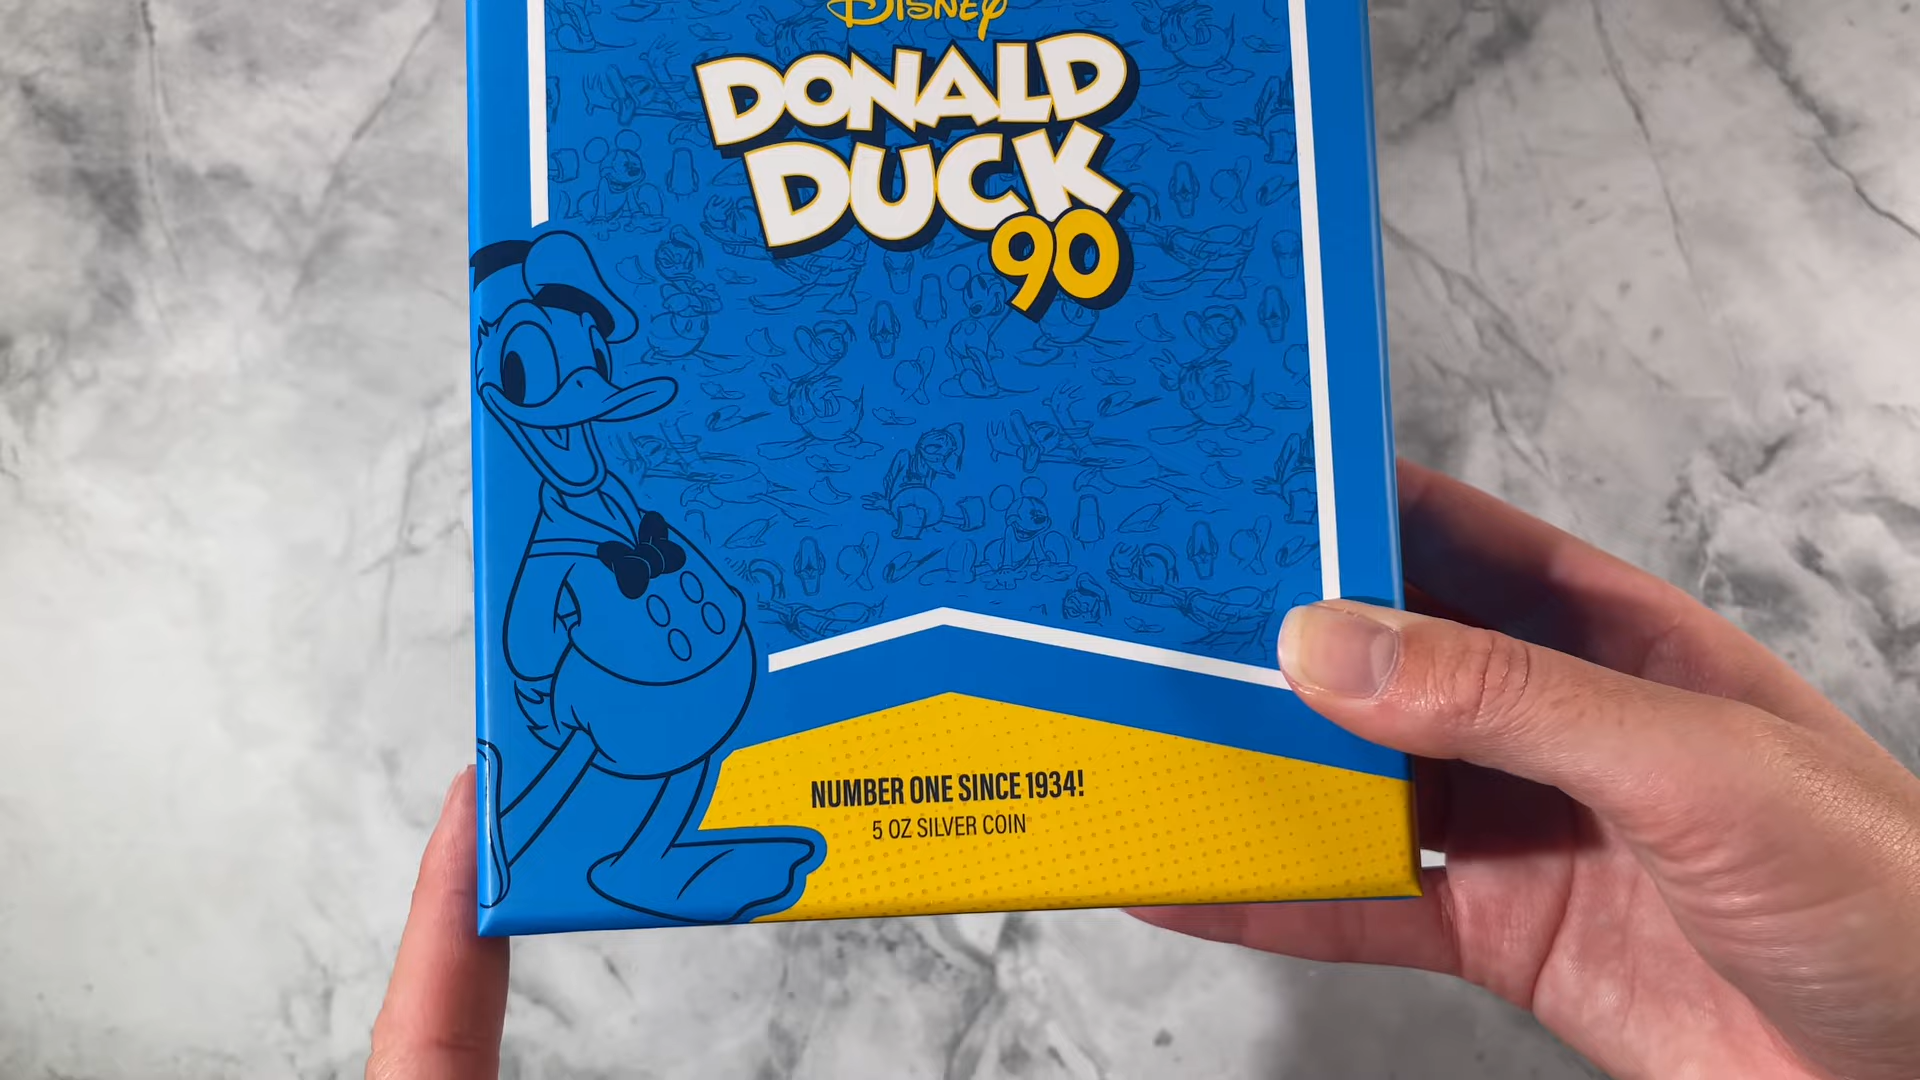 DISNEY
DONALD
DUCK
90
NUMBER ONE SINCE 1934!
5 OZ SILVER COIN